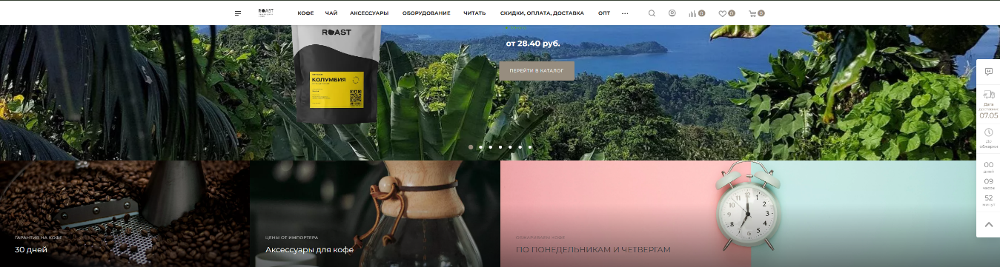 ROAST
КОФЕ
ЧАЙ
АКСЕССУАРЫ
ОБОРУДОВАНИЕ
ЧИТАТЬ
СКИДКИ, ОПЛАТА, ДОСТАВКА
ОПТ
0
0
0
ROAST
КОЛУМБИЯ
от 28.40 руб.
ПЕРЕЙТИ В КАТАЛОГ
Дата
доставки
07.05
До
обжарки
00
дней
09
часов
52
минут
ГАРАНТИЯ НА КОФЕ
30 дней
ЦЕНЫ ОТ ИМПОРТЕРА
Аксессуары для кофе
ОБЖАРИВАЕМ КОФЕ
ПО ПОНЕДЕЛЬНИКАМ И ЧЕТВЕРГАМ